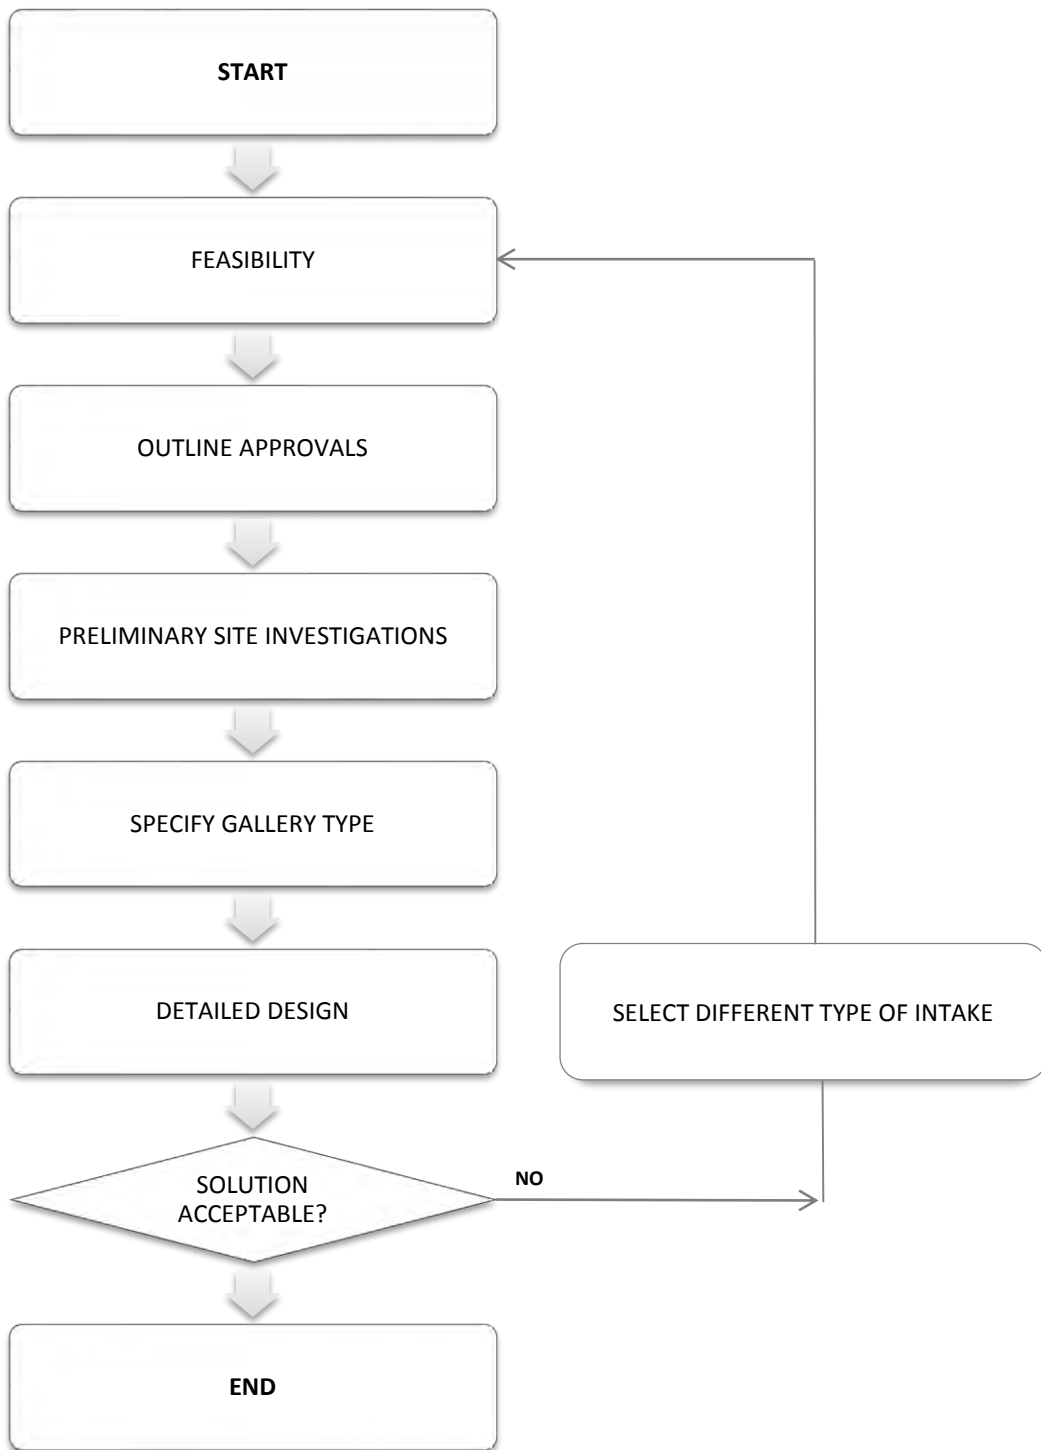 START
FEASIBILITY
OUTLINE APPROVALS
PRELIMINARY SITE INVESTIGATIONS
SPECIFY GALLERY TYPE
DETAILED DESIGN
SELECT DIFFERENT TYPE OF INTAKE
SOLUTION
ACCEPTABLE?
NO
END